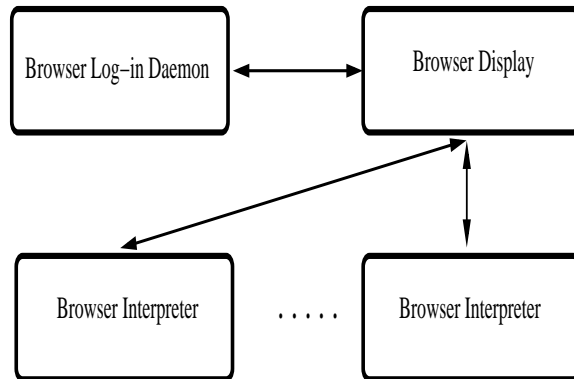 Browser Log-in Daemon
Browser Display
Browser Interpreter
. . . . .
Browser Interpreter